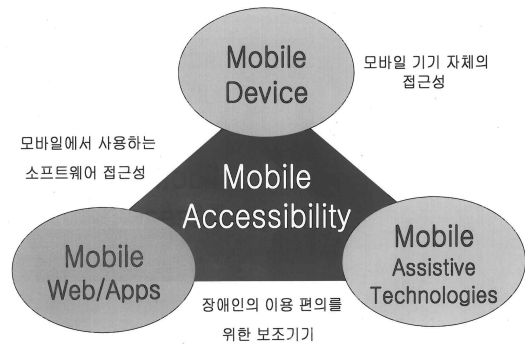 Mobile
Device
모바일 기기 자체의
접근성
모바일에서 사용하는
소프트웨어 접근성
Mobile
Accessibility
Mobile
Web/Apps
Mobile
Assistive
Technologies
장애인의 이용 편의를
위한 보조기기